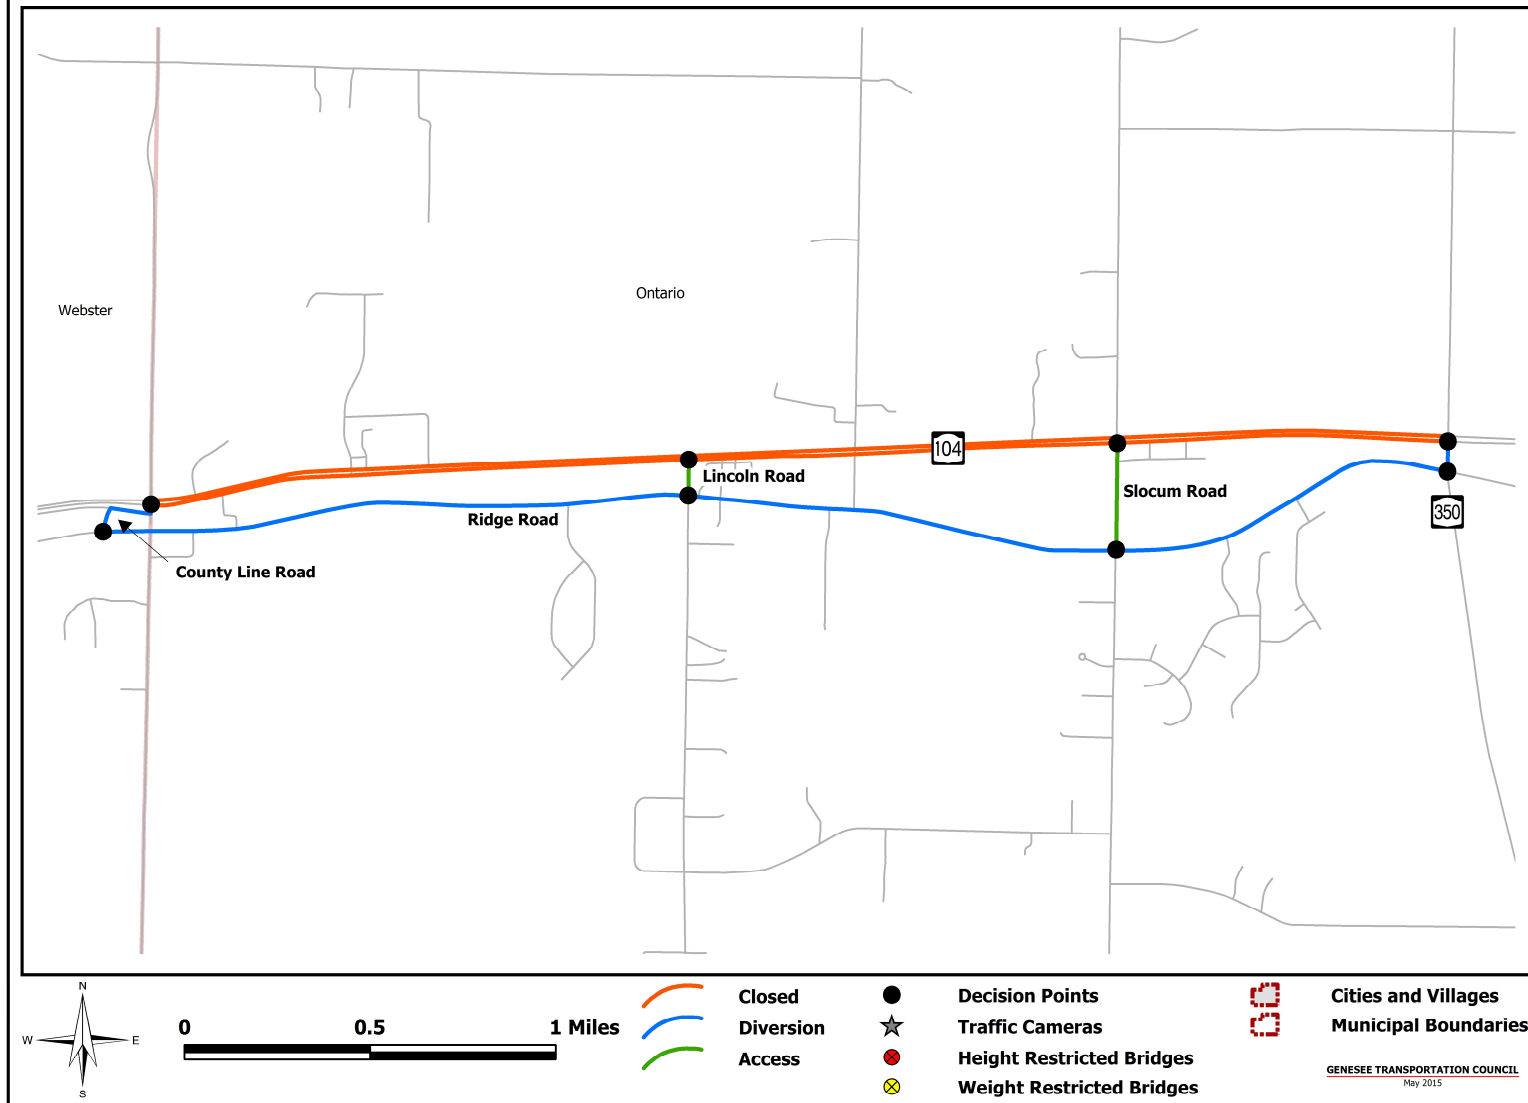 Webster
Ontario
104
Lincoln Road
Slocum Road
Ridge Road
350
County Line Road
N
W E
S
0 0.5 1 Miles
Closed
Diversion
Access
Decision Points
Traffic Cameras
Height Restricted Bridges
Weight Restricted Bridges
Cities and Villages
Municipal Boundaries
GENESEE TRANSPORTATION COUNCIL
May 2015